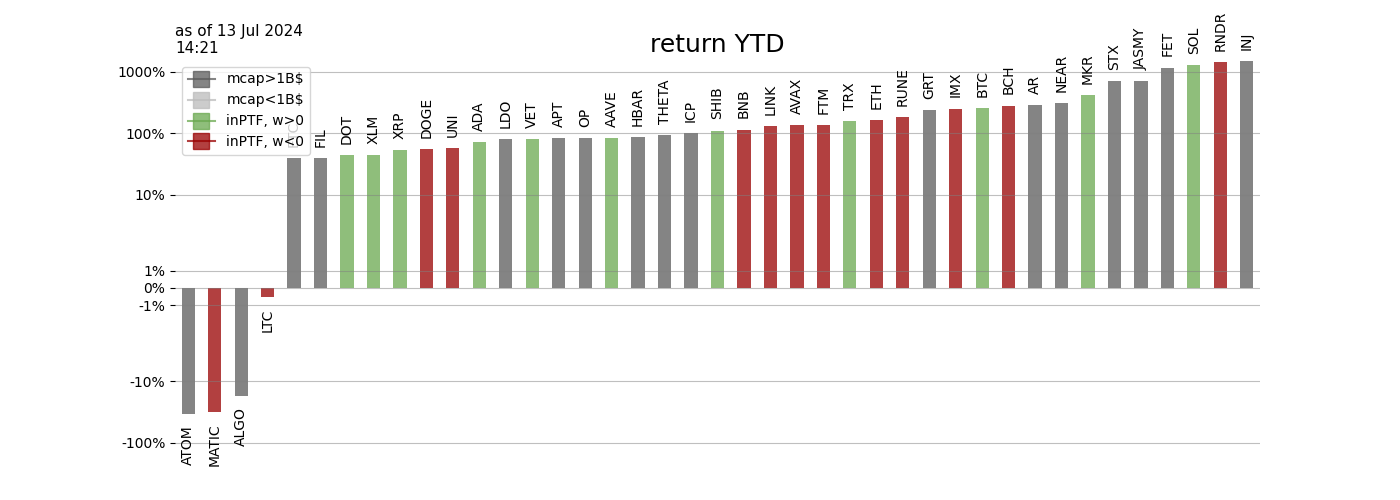 as of 13 Jul 2024
14:21
return YTD
mcap>1B$
mcap<1B$
inPTF, w>0
inPTF, w<0
1000%
100%
10%
1%
0%
-1%
-10%
-100%
ATOM
MATIC
ALGO
LTC
FIL
DOT
XLM
XRP
DOGE
UNI
ADA
LDO
VET
APT
OP
AAVE
HBAR
THETA
ICP
SHIB
BNB
LINK
AVAX
FTM
TRX
ETH
RUNE
GRT
IMX
BTC
BCH
AR
NEAR
MKR
STX
JASMY
FET
SOL
RNDR
INJ